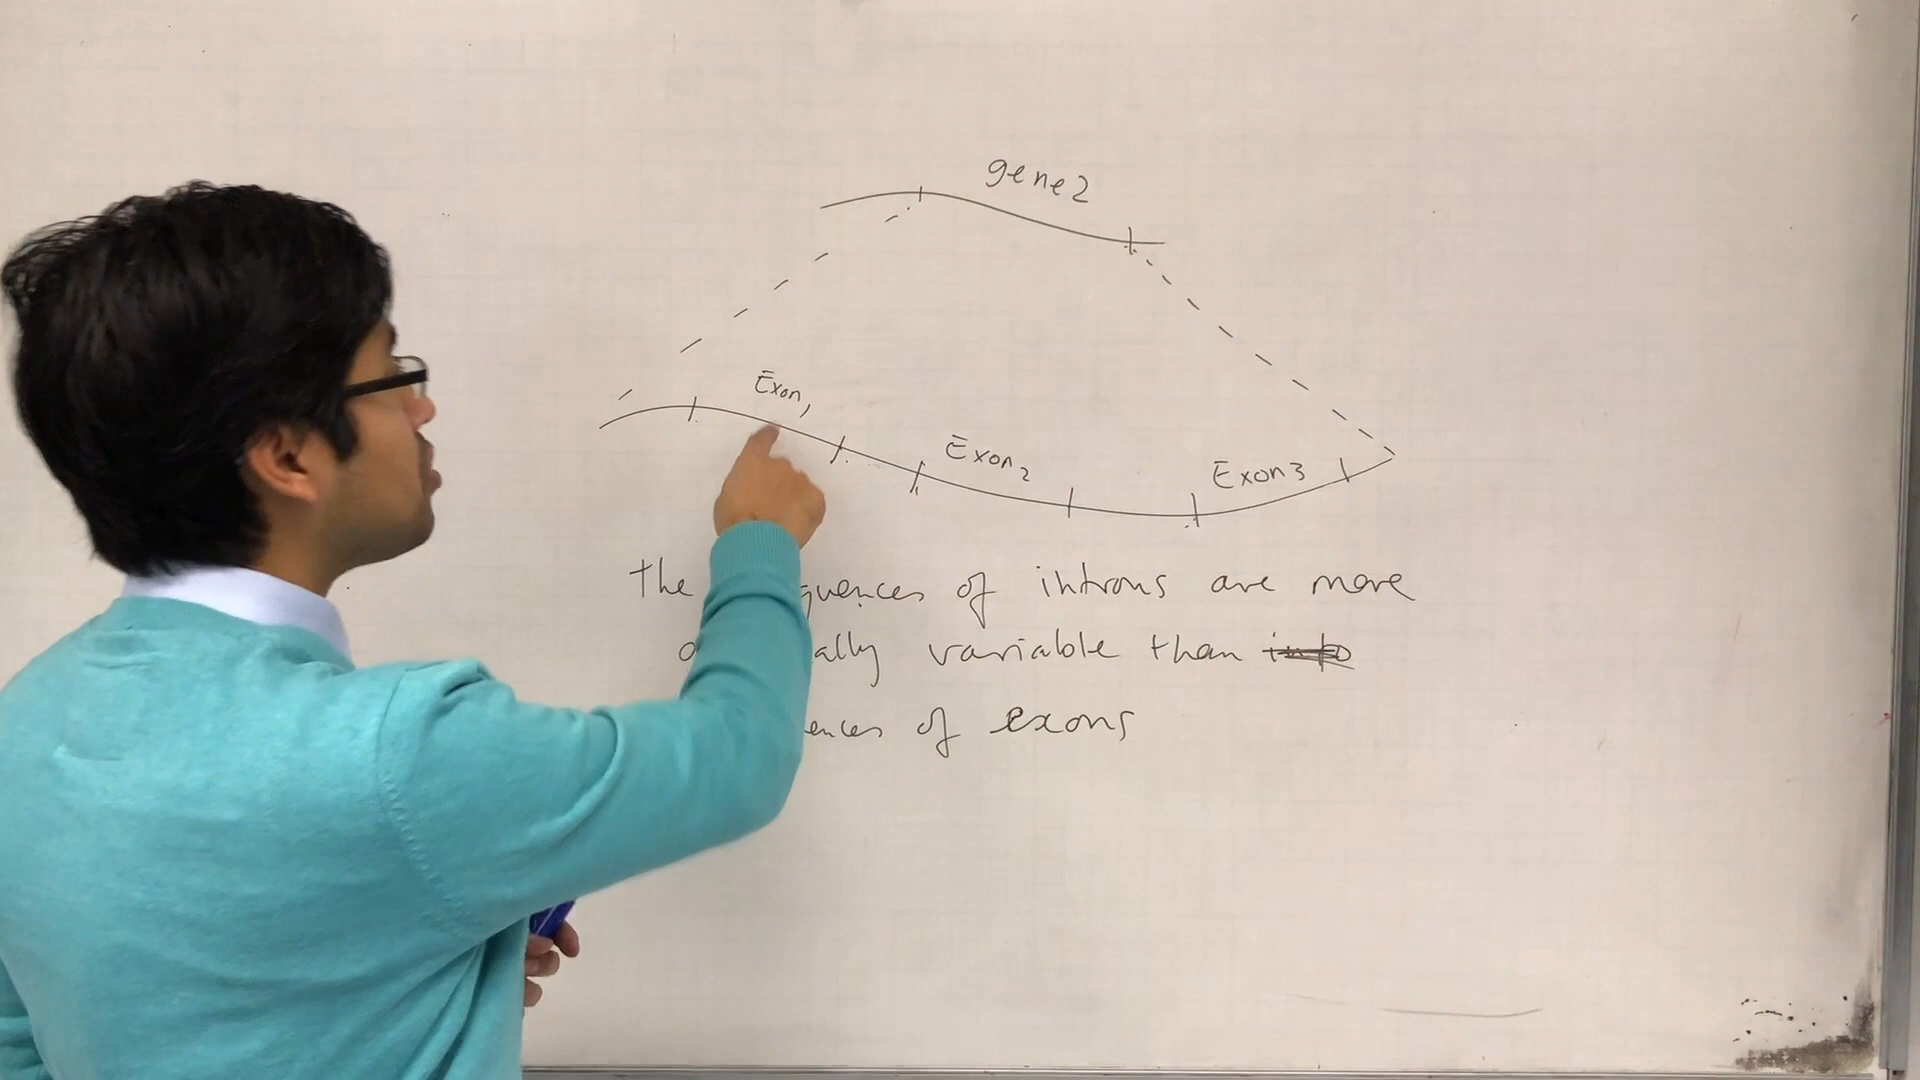 gene2
Exon1
Exon2
Exon3
the quences of introns are more
ally variable than
ences of exons